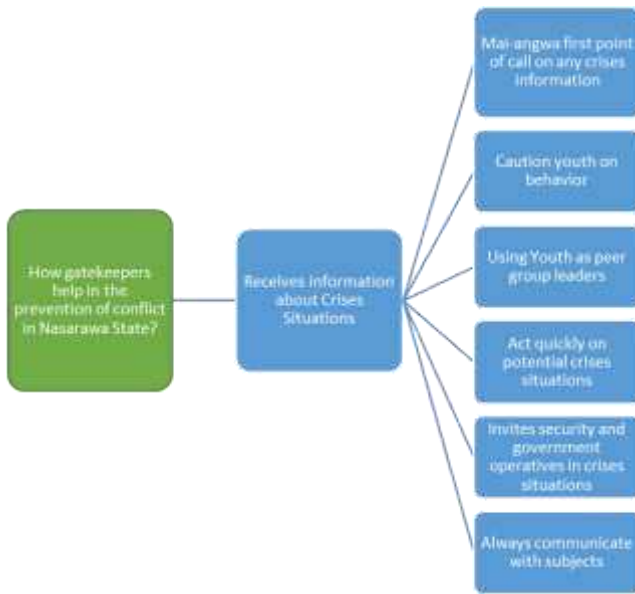 How gatekeepers
help in the
prevention of conflict
in Nasarawa State?
Receives Information
about Crises
Situations
Mai-angwa first point
of call on any crises
information
Caution youth on
behavior
Using Youth as peer
group leaders
Act quickly on
potential crises
situations
Invites security and
government
operatives in crises
situations
Always communicate
with subjects